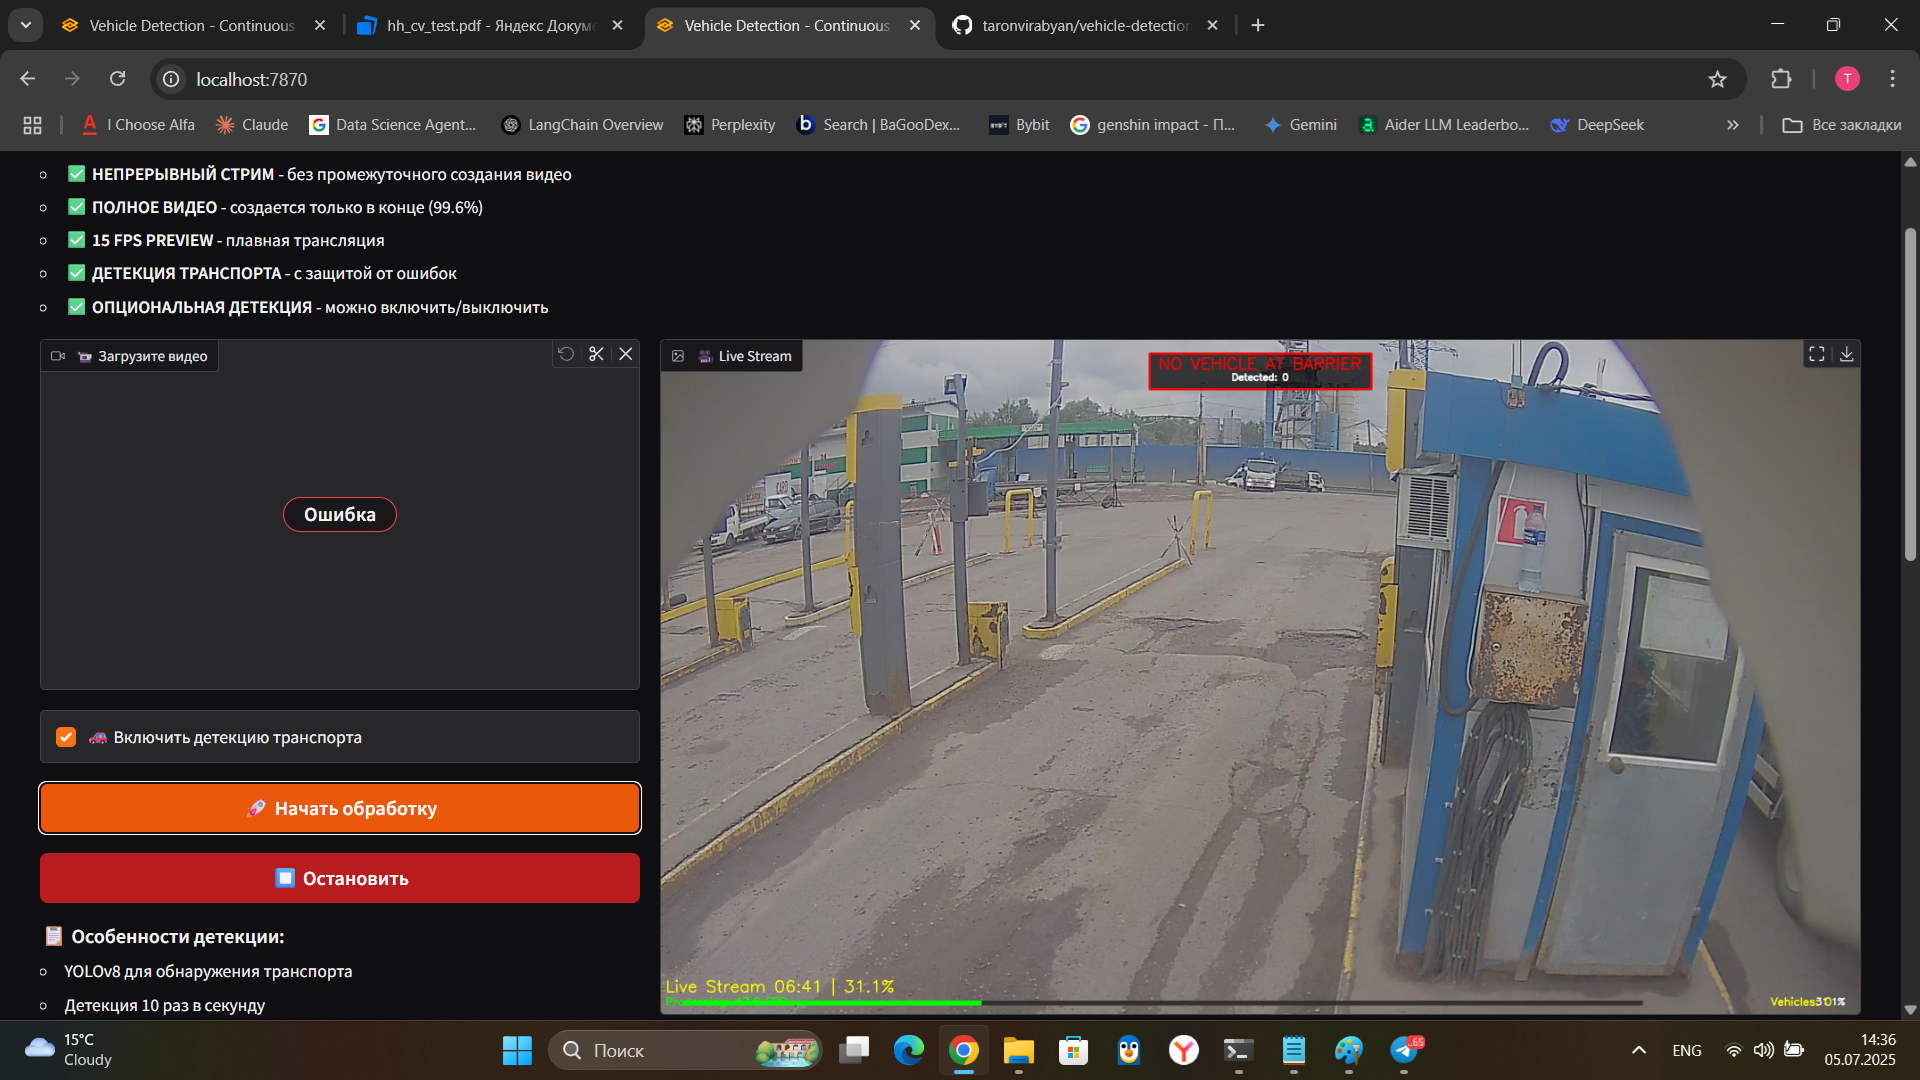 Vehicle Detection - Continuous
hh_cv_test.pdf - Яндекс Докуме
Vehicle Detection - Continuous
taronvirabyan/vehicle-detection
localhost:7870
T
I Choose Alfa
Claude
Data Science Agent...
LangChain Overview
Perplexity
Search | BaGooDex...
Bybit
genshin impact - П...
Gemini
Aider LLM Leaderbo...
DeepSeek
Все закладки
НЕПРЕРЫВНЫЙ СТРИМ - без промежуточного создания видео
ПОЛНОЕ ВИДЕО - создается только в конце (99.6%)
15 FPS PREVIEW - плавная трансляция
ДЕТЕКЦИЯ ТРАНСПОРТА - с защитой от ошибок
ОПЦИОНАЛЬНАЯ ДЕТЕКЦИЯ - можно включить/выключить
Загрузите видео
Ошибка
Включить детекцию транспорта
Начать обработку
Остановить
Особенности детекции:
YOLOv8 для обнаружения транспорта
Детекция 10 раз в секунду
Live Stream
NO VEHICLE AT BARRIER
Detected: 0
Live Stream 06:41 | 31.1%
15°C
Cloudy
Поиск
65
ENG
14:36
05.07.2025